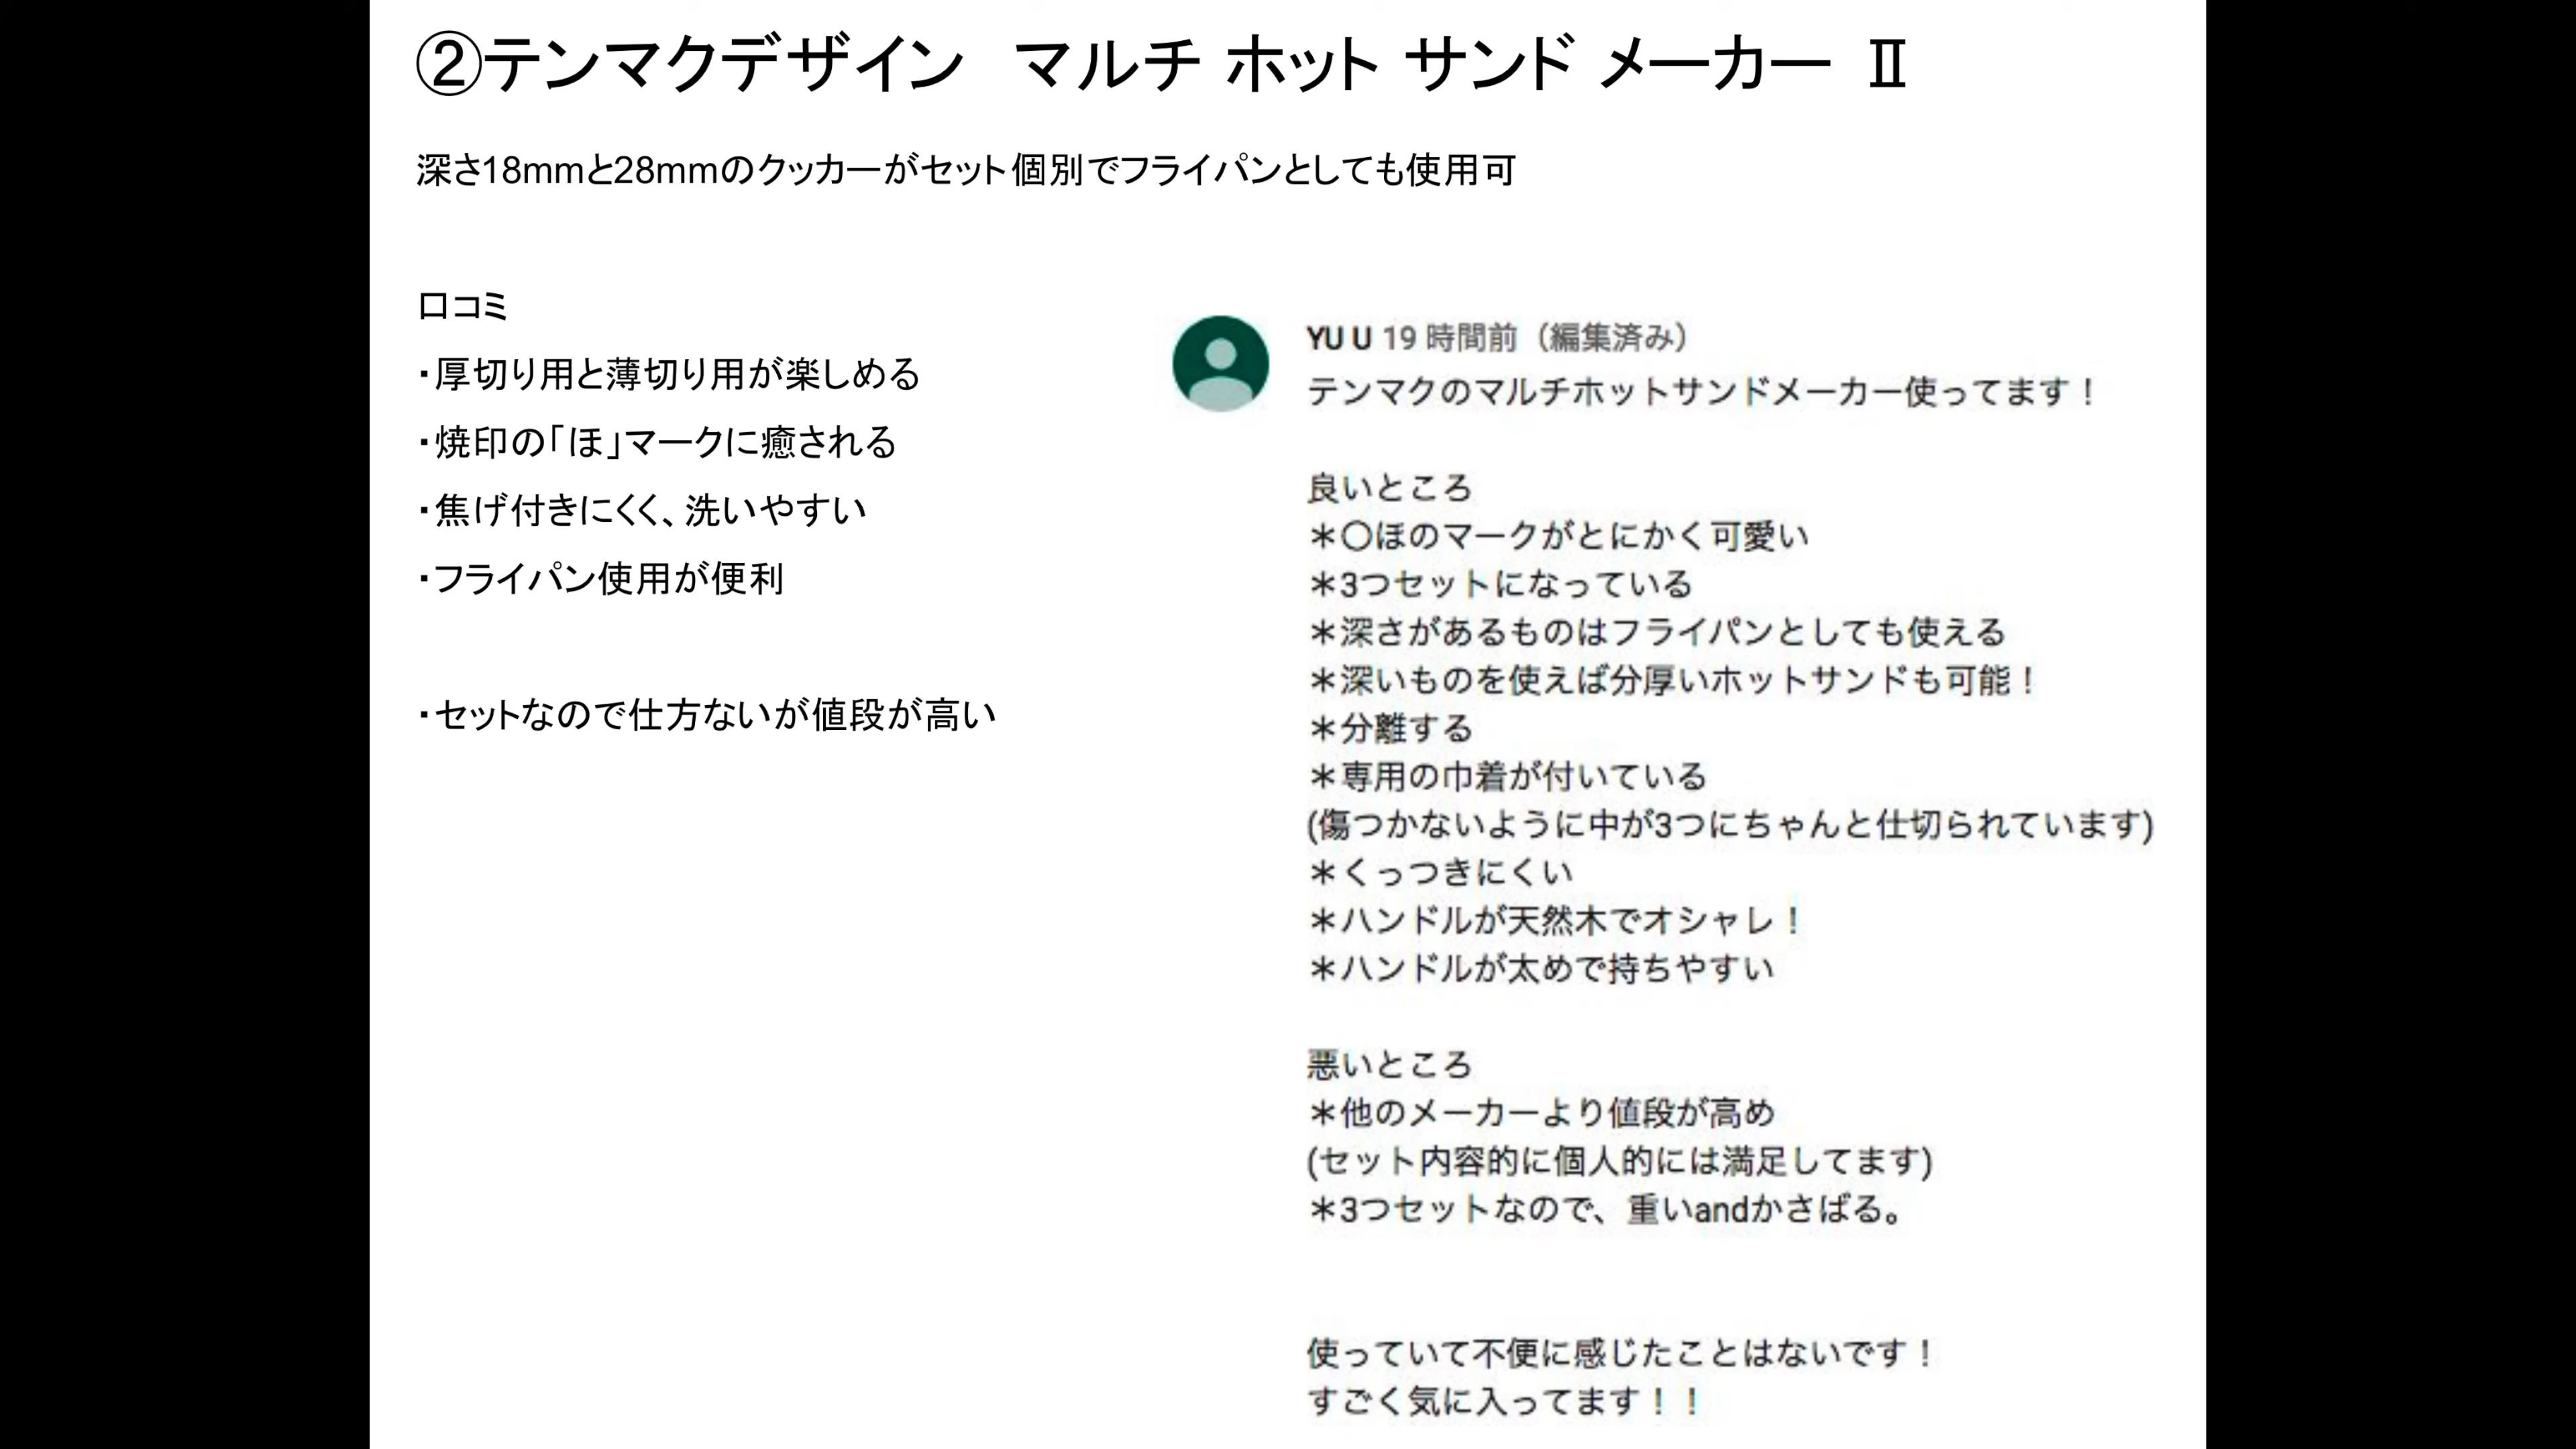 ②テンマクデザイン　マルチ ホット サンド メーカー Ⅱ
深さ18mmと28mmのクッカーがセット個別でフライパンとしても使用可
口コミ
・厚切り用と薄切り用が楽しめる
・焼印の「ほ」マークに癒される
・焦げ付きにくく、洗いやすい
・フライパン使用が便利
・セットなので仕方ないが値段が高い
YU U 19 時間前（編集済み）
テンマクのマルチホットサンドメーカー使ってます！
良いところ
＊〇ほのマークがとにかく可愛い
＊3つセットになっている
＊深さがあるものはフライパンとしても使える
＊深いものを使えば分厚いホットサンドも可能！
＊分離する
＊専用の巾着が付いている
(傷つかないように中が3つにちゃんと仕切られています)
＊くっつきにくい
＊ハンドルが天然木でオシャレ！
＊ハンドルが太めで持ちやすい
悪いところ
＊他のメーカーより値段が高め
(セット内容的に個人的には満足してます)
＊3つセットなので、重いandかさばる。
使っていて不便に感じたことはないです！
すごく気に入ってます！！